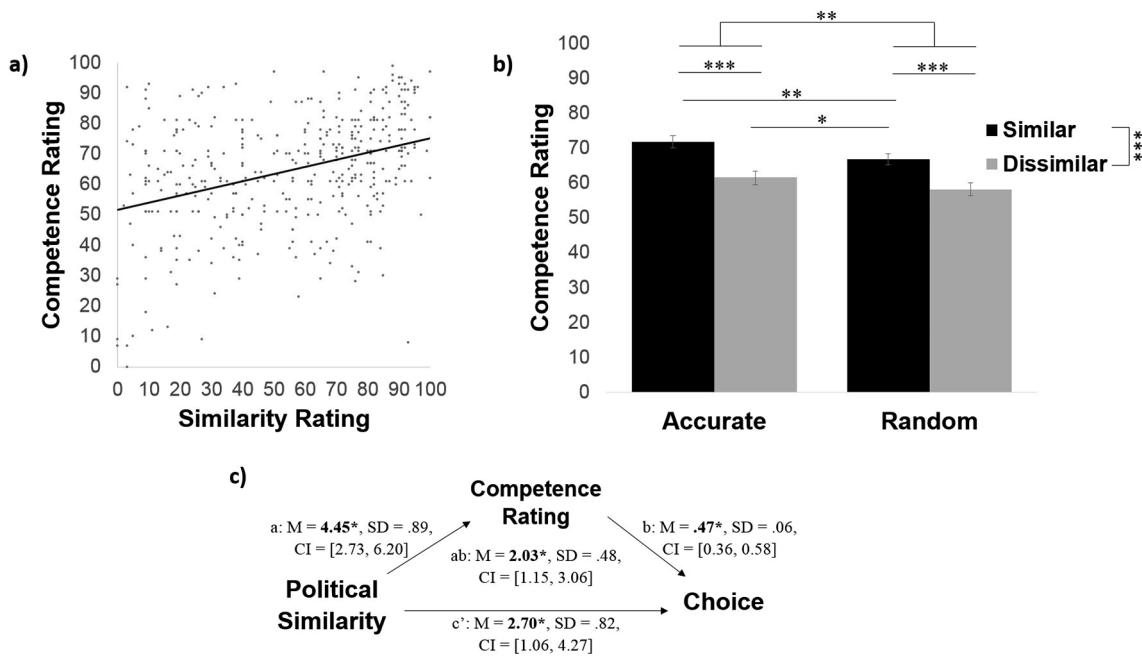 a)
Competence Rating
100
90
80
70
60
50
40
30
20
10
0
0 10 20 30 40 50 60 70 80 90 100
Similarity Rating
b)
Competence Rating
100
90
80
70
60
50
40
30
20
10
0
**
*** ***
**
*
Similar
Dissimilar
***
Accurate Random
c)
Competence
Rating
a: M = 4.45*, SD = .89,
CI = [2.73, 6.20]
b: M = .47*, SD = .06,
CI = [0.36, 0.58]
ab: M = 2.03*, SD = .48,
CI = [1.15, 3.06]
Political
Similarity
Choice
c’: M = 2.70*, SD = .82,
CI = [1.06, 4.27]